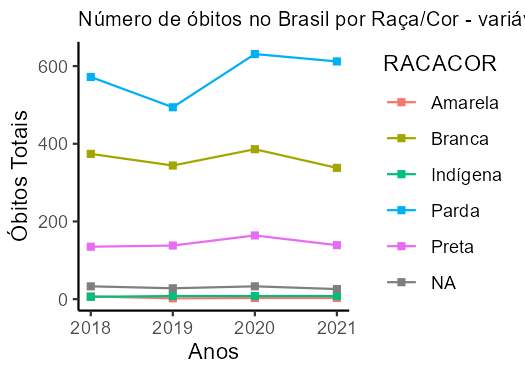 Número de óbitos no Brasil por Raça/Cor - variáv
RACACOR
Amarela
Branca
Indígena
Parda
Preta
NA
Óbitos Totais
600
400
200
0
2018 2019 2020 2021
Anos